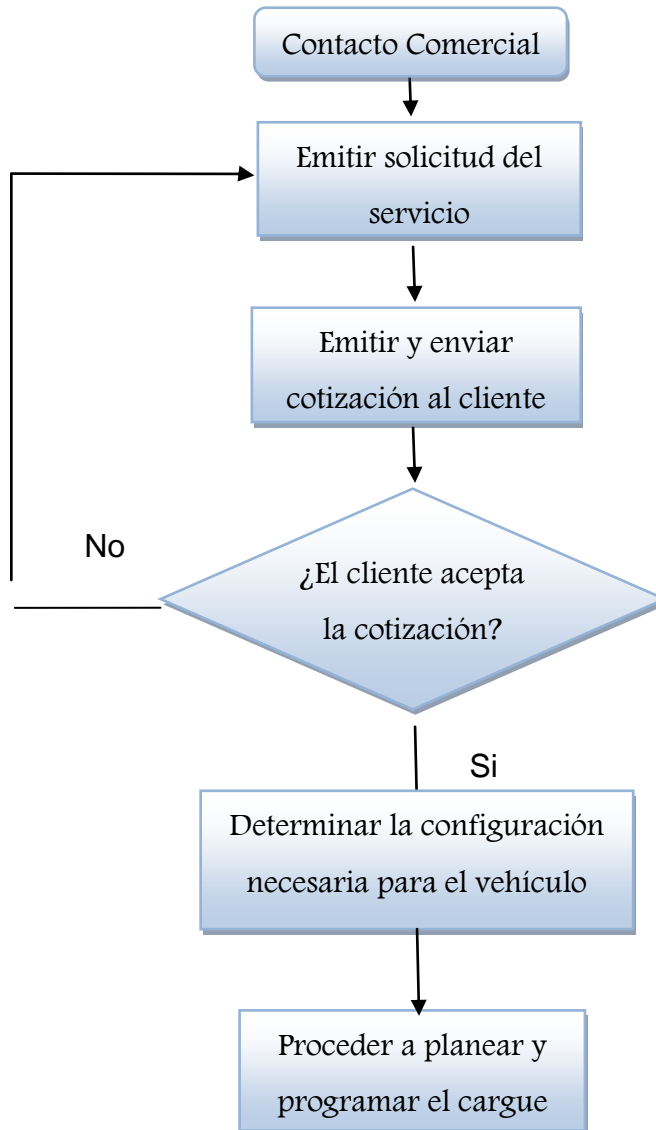 Contacto Comercial
Emitir solicitud del
servicio
Emitir y enviar
cotización al cliente
No
¿El cliente acepta
la cotización?
Si
Determinar la configuración
necesaria para el vehículo
Proceder a planear y
programar el cargue